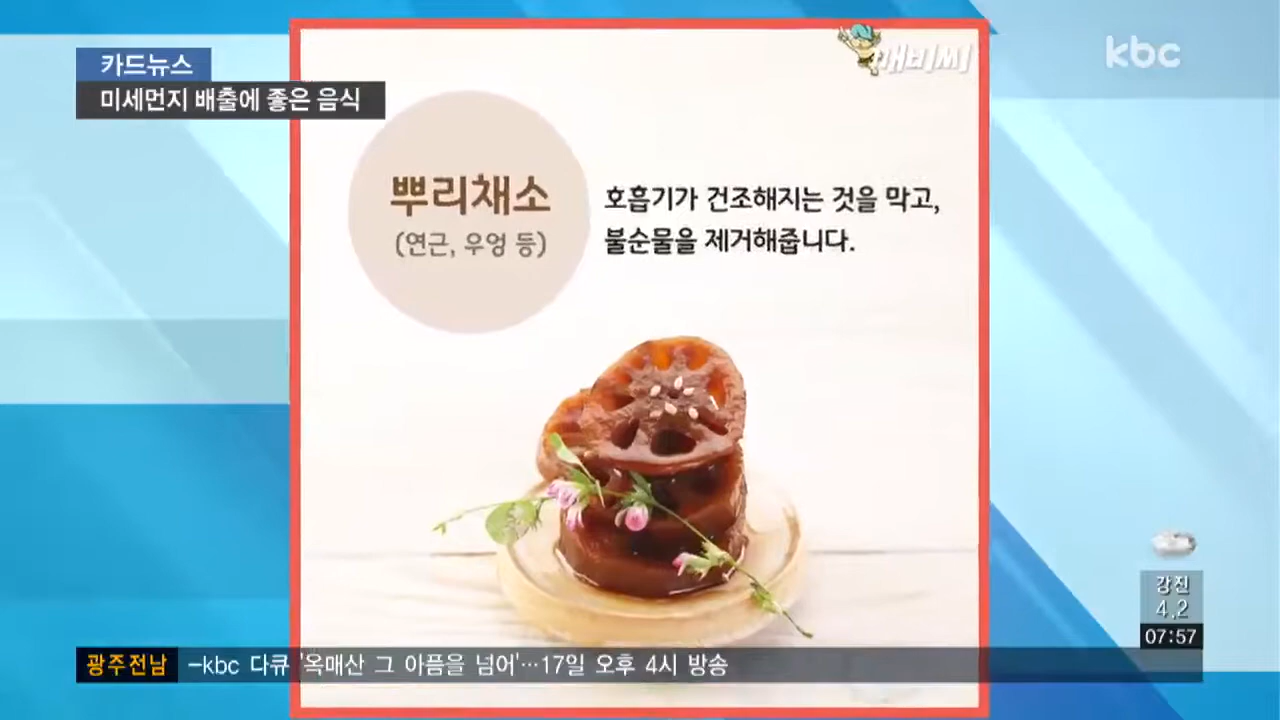 카드뉴스
미세먼지 배출에 좋은 음식
깨비씨
kbc
뿌리채소
(연근, 우엉 등)
호흡기가 건조해지는 것을 막고,
불순물을 제거해줍니다.
강진
4.2
07:57
광주전남 -kbc 다큐 '옥매산 그 아픔을 넘어'…17일 오후 4시 방송